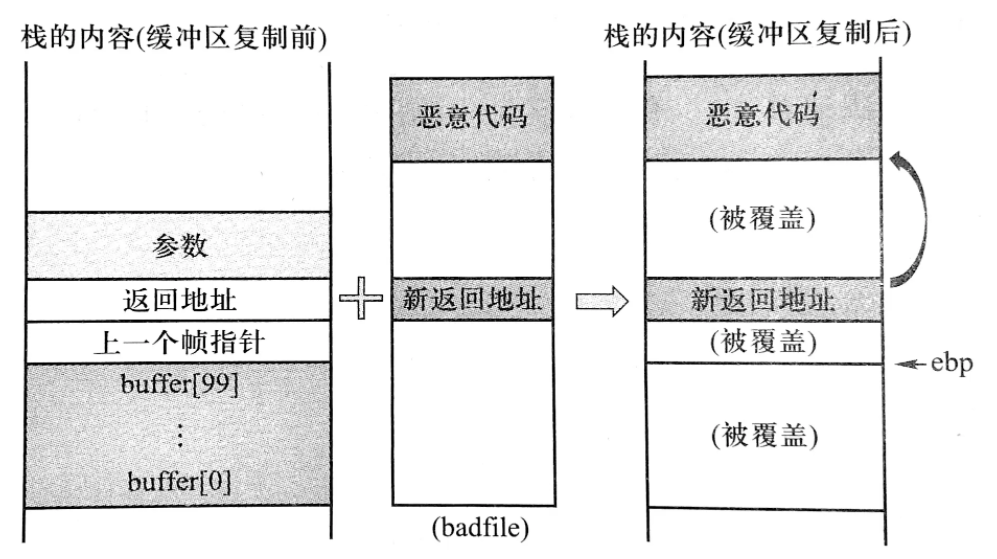 栈的内容(缓冲区复制前)
参数
返回地址
上一个帧指针
buffer[99]
⋮
buffer[0]
恶意代码
新返回地址
(badfile)
栈的内容(缓冲区复制后)
恶意代码
(被覆盖)
新返回地址
(被覆盖)
ebp
(被覆盖)